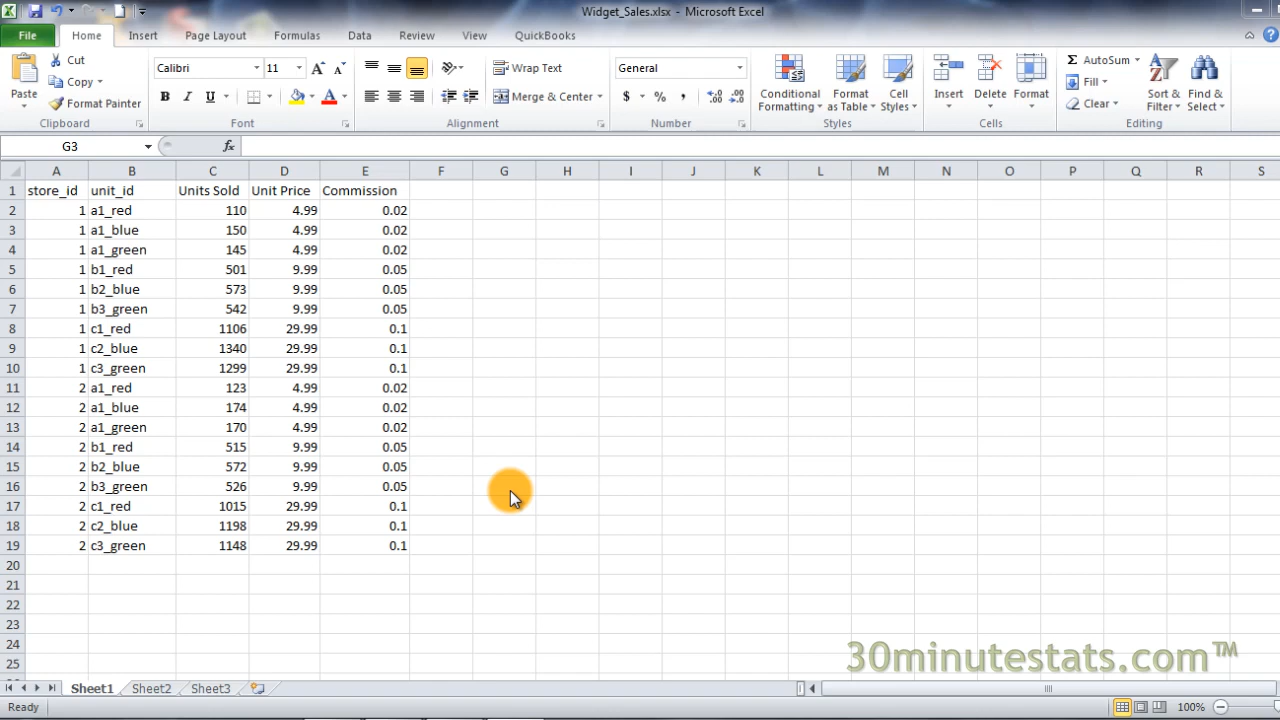 Widget_Sales.xlsx - Microsoft Excel
File Home Insert Page Layout Formulas Data Review View QuickBooks
Paste
Cut
Copy
Format Painter
Clipboard
Calibri 11
B I U
Font
Wrap Text
Merge & Center
Alignment
General
$ % ,
Number
Conditional Formatting
Format as Table
Cell Styles
Styles
Insert Delete Format
Cells
AutoSum
Fill
Clear
Sort & Filter
Find & Select
Editing
G3 fx
A B C D E F G H I J K L M N O P Q R S
1 store_id unit_id Units Sold Unit Price Commission
2 1 a1_red 110 4.99 0.02
3 1 a1_blue 150 4.99 0.02
4 1 a1_green 145 4.99 0.02
5 1 b1_red 501 9.99 0.05
6 1 b2_blue 573 9.99 0.05
7 1 b3_green 542 9.99 0.05
8 1 c1_red 1106 29.99 0.1
9 1 c2_blue 1340 29.99 0.1
10 1 c3_green 1299 29.99 0.1
11 2 a1_red 123 4.99 0.02
12 2 a1_blue 174 4.99 0.02
13 2 a1_green 170 4.99 0.02
14 2 b1_red 515 9.99 0.05
15 2 b2_blue 572 9.99 0.05
16 2 b3_green 526 9.99 0.05
17 2 c1_red 1015 29.99 0.1
18 2 c2_blue 1198 29.99 0.1
19 2 c3_green 1148 29.99 0.1
20
21
22
23
24
25
30minutestats.com™
Sheet1 Sheet2 Sheet3
Ready 100%